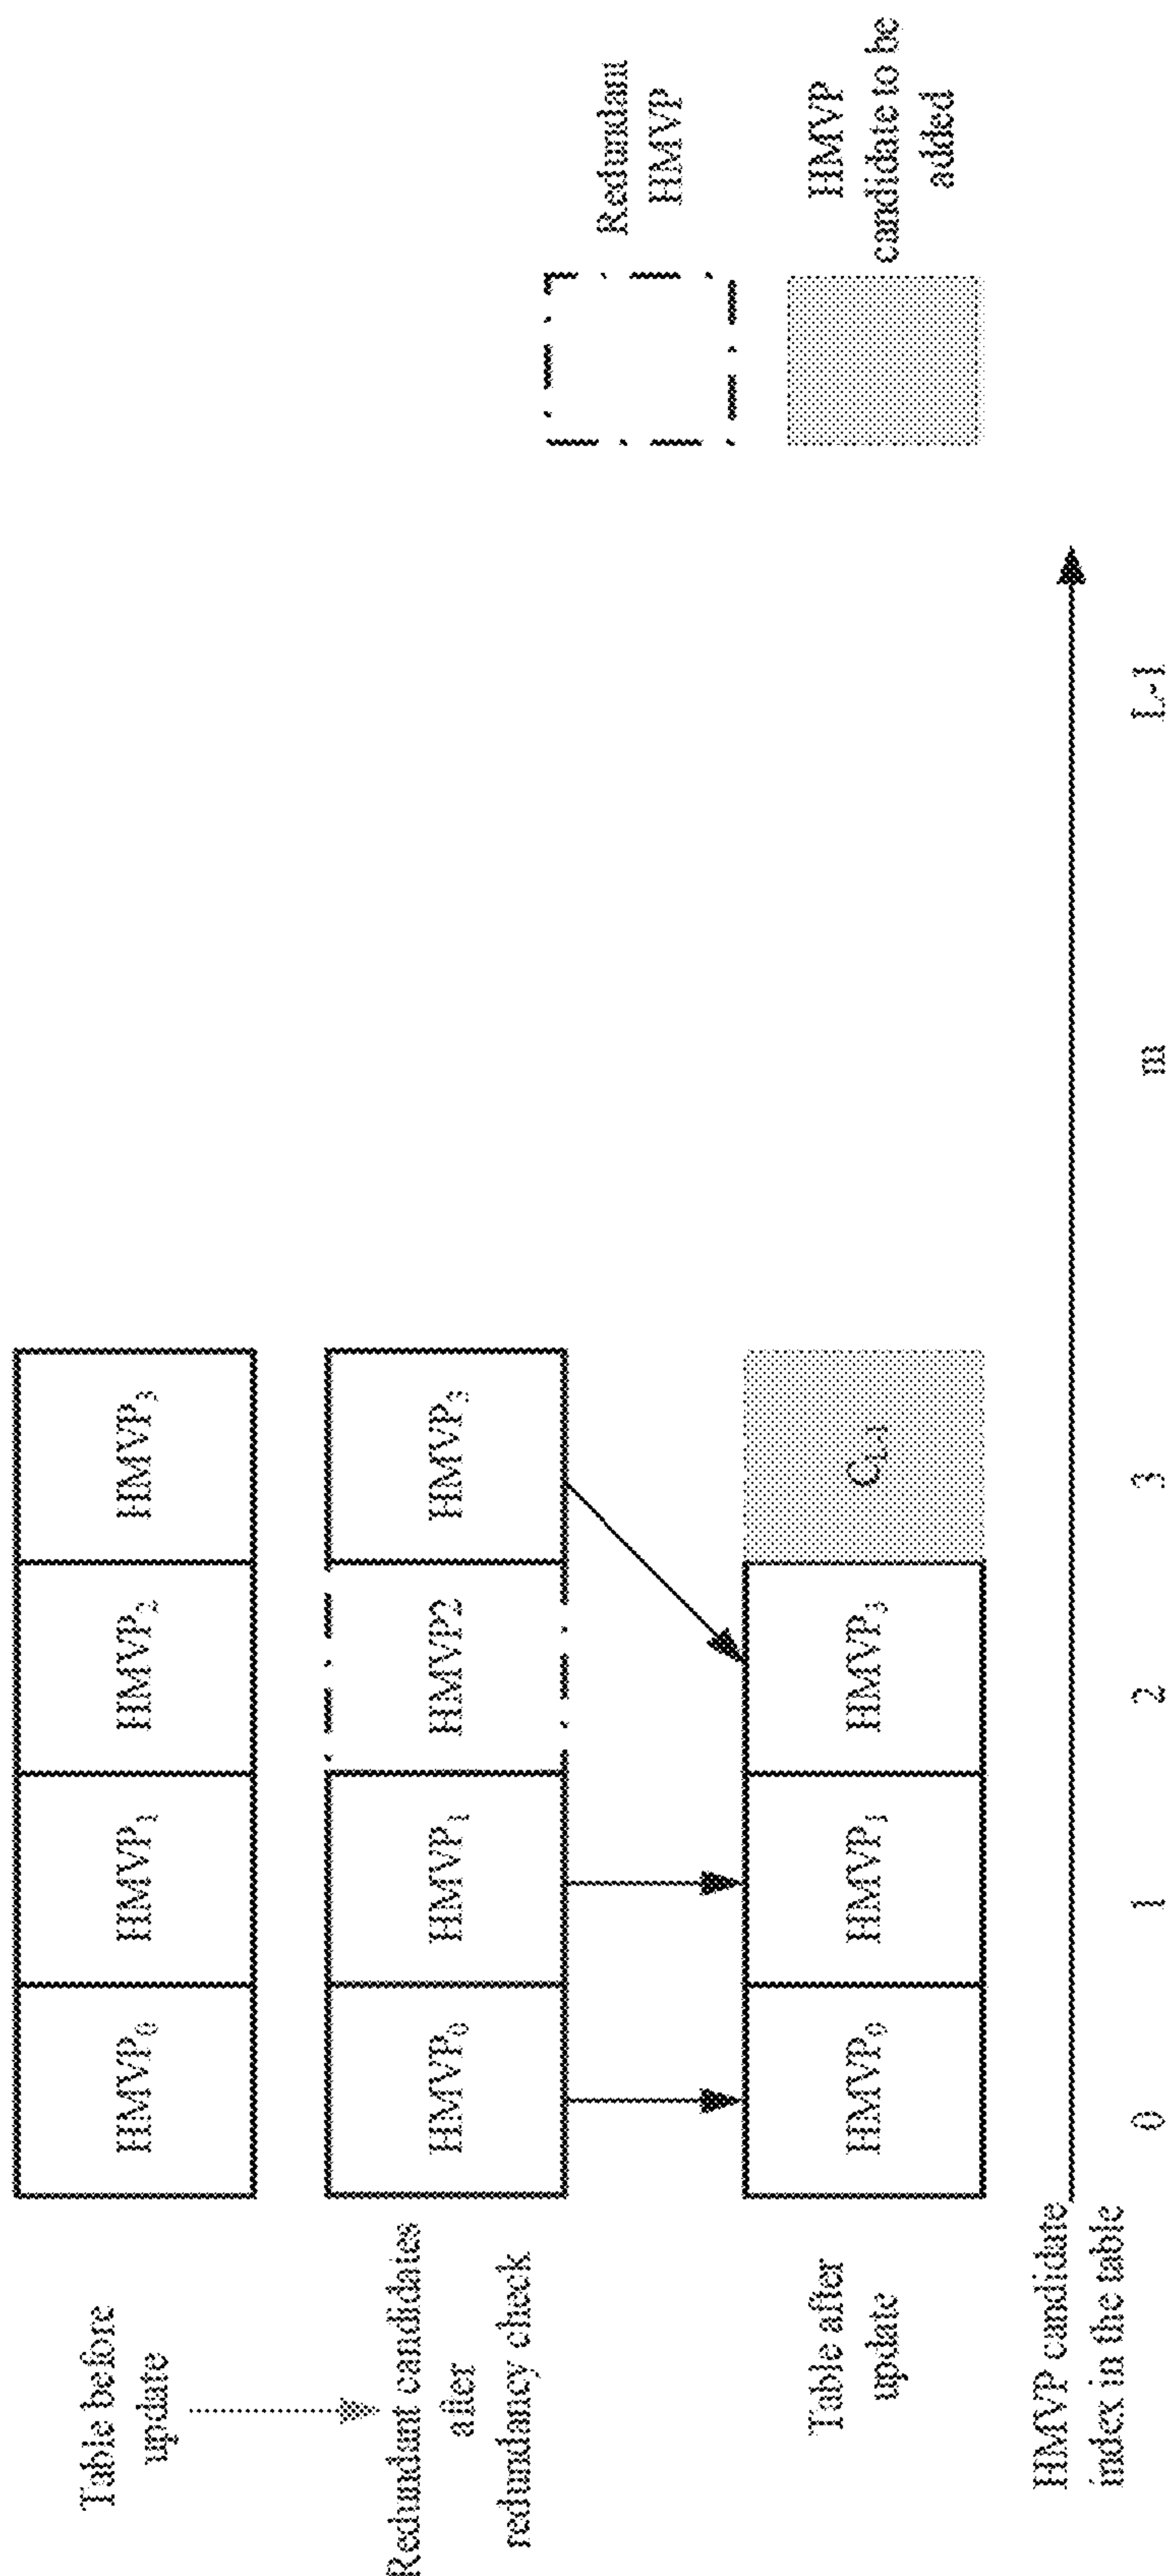 Table before
update
HMVP₀
HMVP₁
HMVP₂
HMVP₃
Redundant candidates
after
redundancy check
HMVP₀
HMVP₁
HMVP2
HMVP₃
Redundant
HMVP
Table after
update
HMVP₀
HMVP₁
HMVP₃
C_L-1
HMVP
candidate to be
added
HMVP candidate
index in the table
0
1
2
3
m
L-1